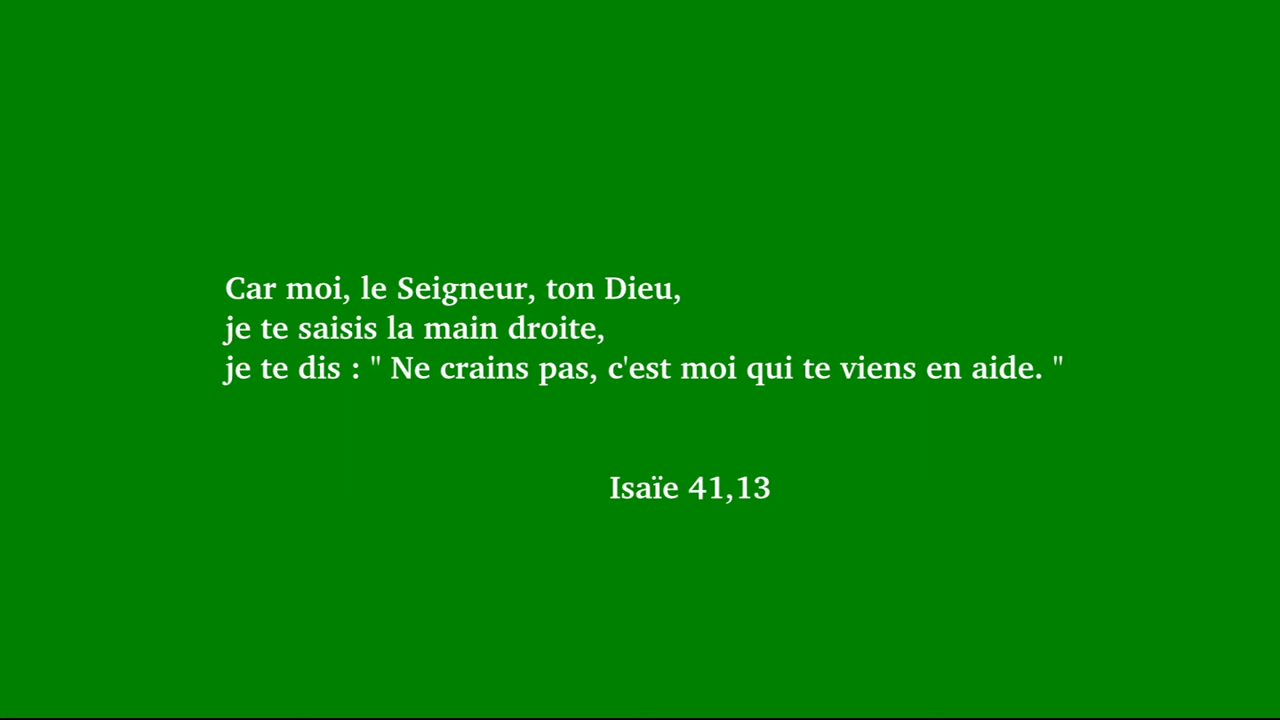 Car moi, le Seigneur, ton Dieu,
je te saisis la main droite,
je te dis : " Ne crains pas, c'est moi qui te viens en aide. "
Isaïe 41,13